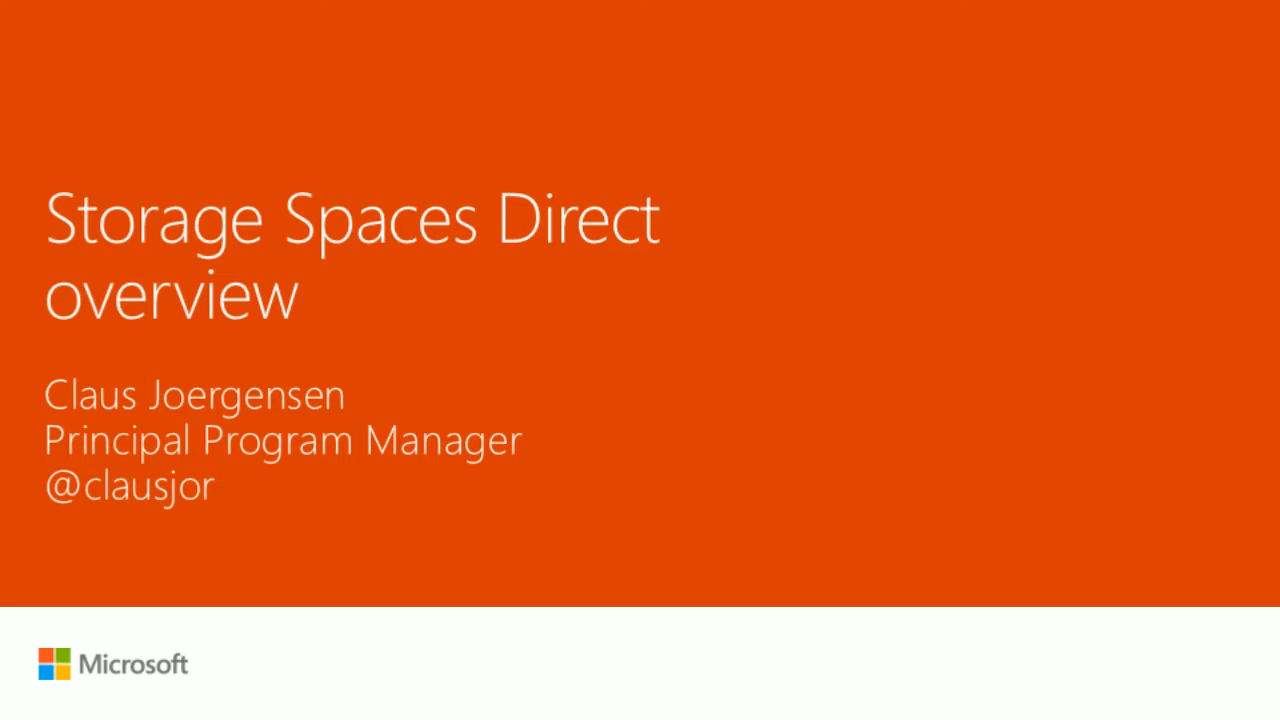 Storage Spaces Direct
overview
Claus Joergensen
Principal Program Manager
@clausjor
Microsoft